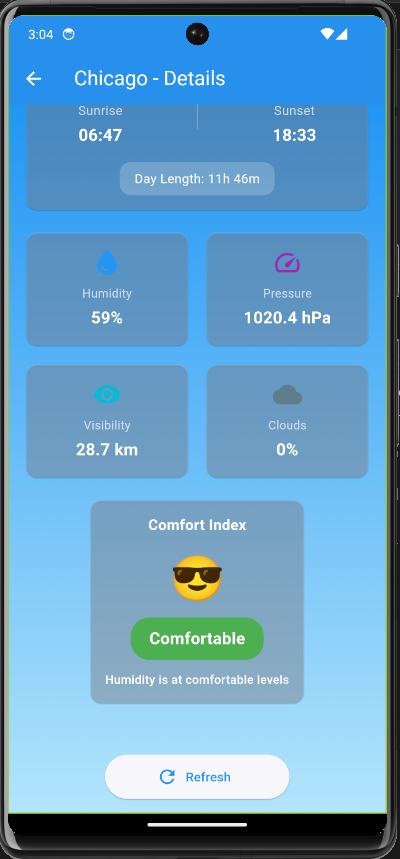 3:04
Chicago - Details
Sunrise
Sunset
06:47
18:33
Day Length: 11h 46m
Humidity
Pressure
59%
1020.4 hPa
Visibility
Clouds
28.7 km
0%
Comfort Index
Comfortable
Humidity is at comfortable levels
Refresh